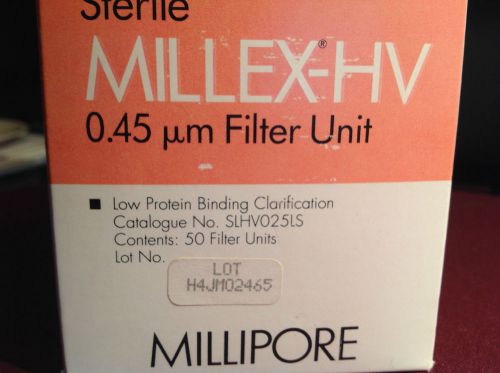 Sterile
MILLEX®-HV
0.45 µm Filter Unit
■ Low Protein Binding Clarification
Catalogue No. SLHV025LS
Contents: 50 Filter Units
Lot No.
LOT
H4JM02465
MILLIPORE